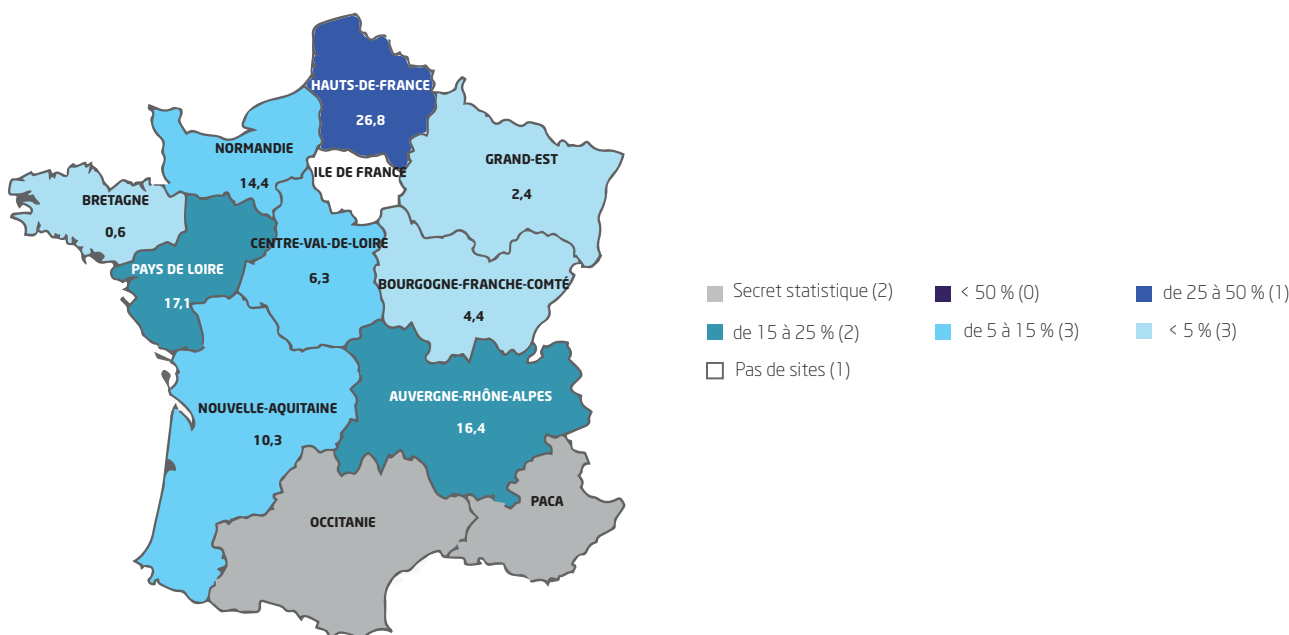 HAUTS-DE-FRANCE
26,8
NORMANDIE
14,4
ILE DE FRANCE
GRAND-EST
2,4
BRETAGNE
0,6
PAYS DE LOIRE
17,1
CENTRE-VAL-DE-LOIRE
6,3
BOURGOGNE-FRANCHE-COMTÉ
4,4
NOUVELLE-AQUITAINE
10,3
AUVERGNE-RHÔNE-ALPES
16,4
OCCITANIE
PACA
Secret statistique (2)
< 50 % (0)
de 25 à 50 % (1)
de 15 à 25 % (2)
de 5 à 15 % (3)
< 5 % (3)
Pas de sites (1)